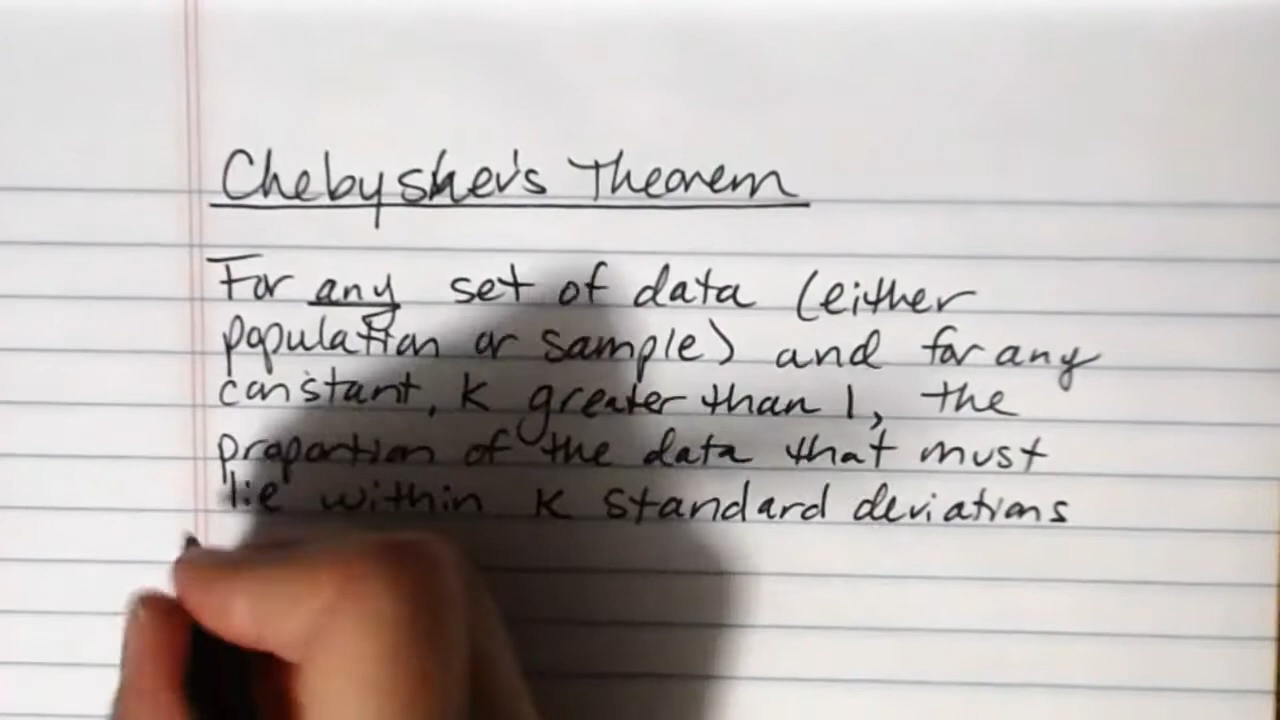 Chebyshev's Theorem
For any set of data (either
population or sample) and for any
constant, K greater than 1, the
proportion of the data that must
lie within K standard deviations